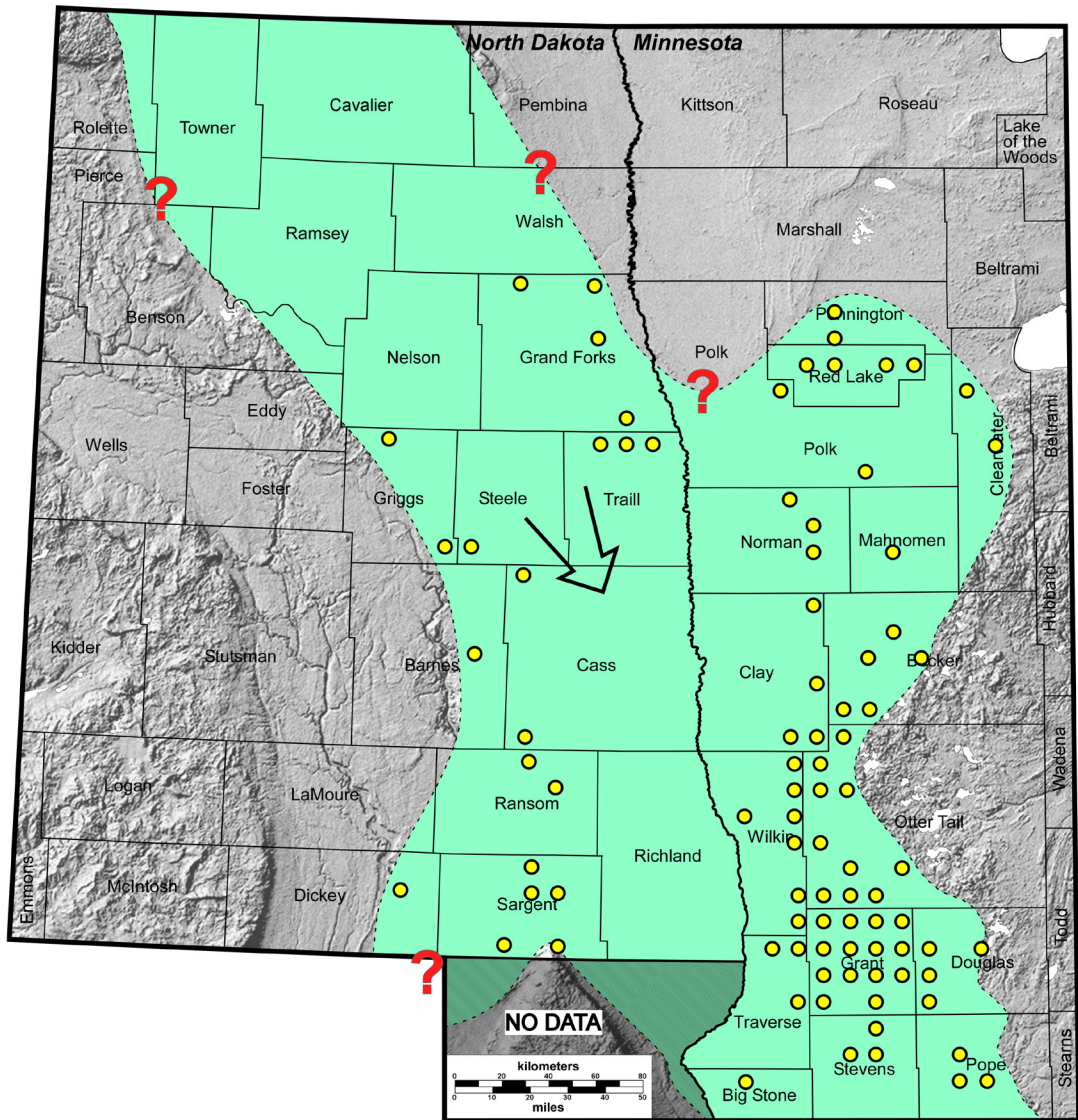 North Dakota Minnesota
Cavalier
Pembina
Kittson
Roseau
Rolette
Towner
Lake
of the
Woods
Pierce
?
?
Walsh
Ramsey
Marshall
Beltrami
Benson
Pennington
Nelson
Grand Forks
Polk
Red Lake
?
Eddy
Wells
Polk
Clearwater
Beltrami
Foster
Griggs
Steele
Traill
Norman
Mahnomen
Hubbard
Kidder
Stutsman
Barnes
Cass
Clay
Becker
Wadena
Logan
LaMoure
Ransom
Otter Tail
Wilkin
Richland
Emmons
McIntosh
Dickey
Sargent
Todd
?
Grant
Douglas
NO DATA
Traverse
Stearns
kilometers
0 20 40 60 80
0 10 20 30 40 50
miles
Stevens
Pope
Big Stone